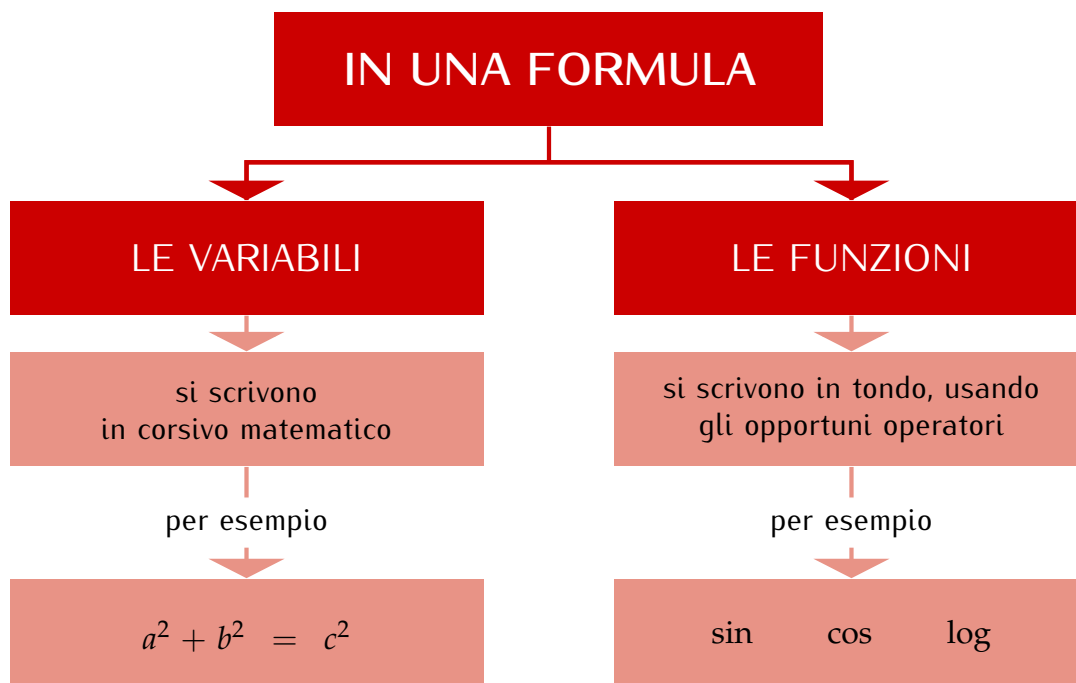 IN UNA FORMULA
LE VARIABILI
LE FUNZIONI
si scrivono
in corsivo matematico
si scrivono in tondo, usando
gli opportuni operatori
per esempio
per esempio
a² + b² = c²
sin cos log